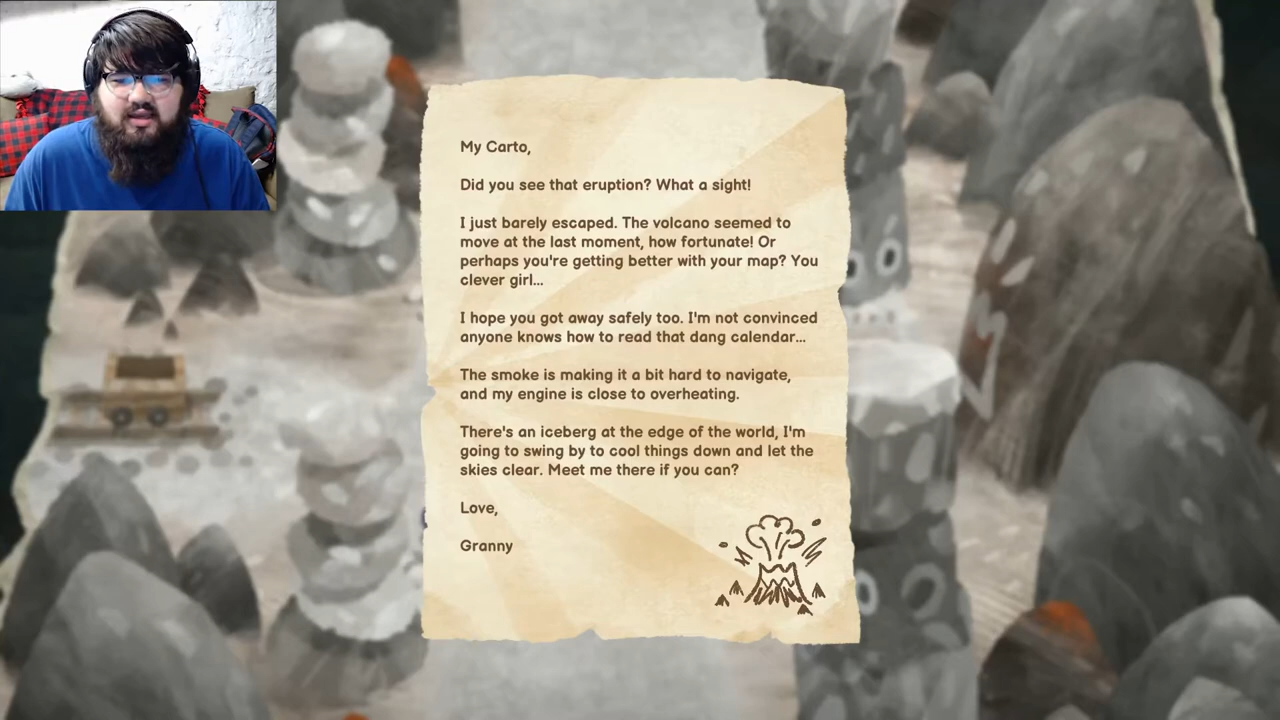 My Carto,
Did you see that eruption? What a sight!
I just barely escaped. The volcano seemed to
move at the last moment, how fortunate! Or
perhaps you're getting better with your map? You
clever girl...
I hope you got away safely too. I'm not convinced
anyone knows how to read that dang calendar...
The smoke is making it a bit hard to navigate,
and my engine is close to overheating.
There's an iceberg at the edge of the world, I'm
going to swing by to cool things down and let the
skies clear. Meet me there if you can?
Love,
Granny